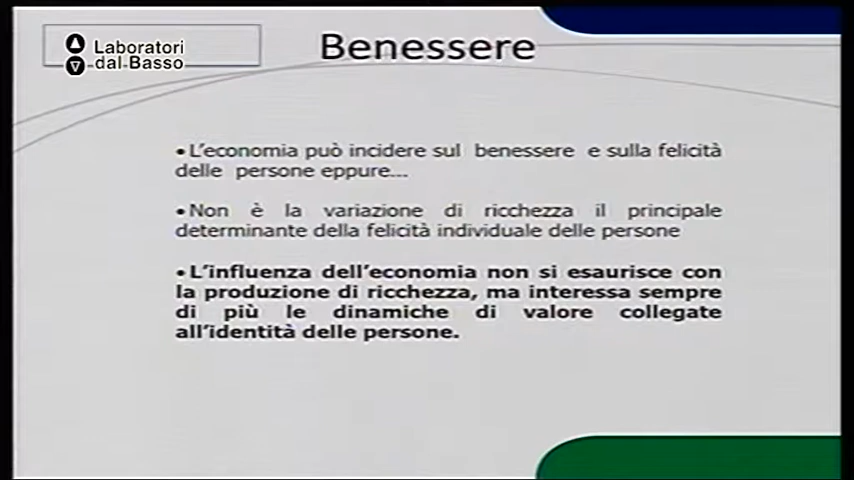 Laboratori
dal Basso
Benessere
•L’economia può incidere sul benessere e sulla felicità
delle persone eppure...
•Non è la variazione di ricchezza il principale
determinante della felicità individuale delle persone
•L’influenza dell’economia non si esaurisce con
la produzione di ricchezza, ma interessa sempre
di più le dinamiche di valore collegate
all’identità delle persone.